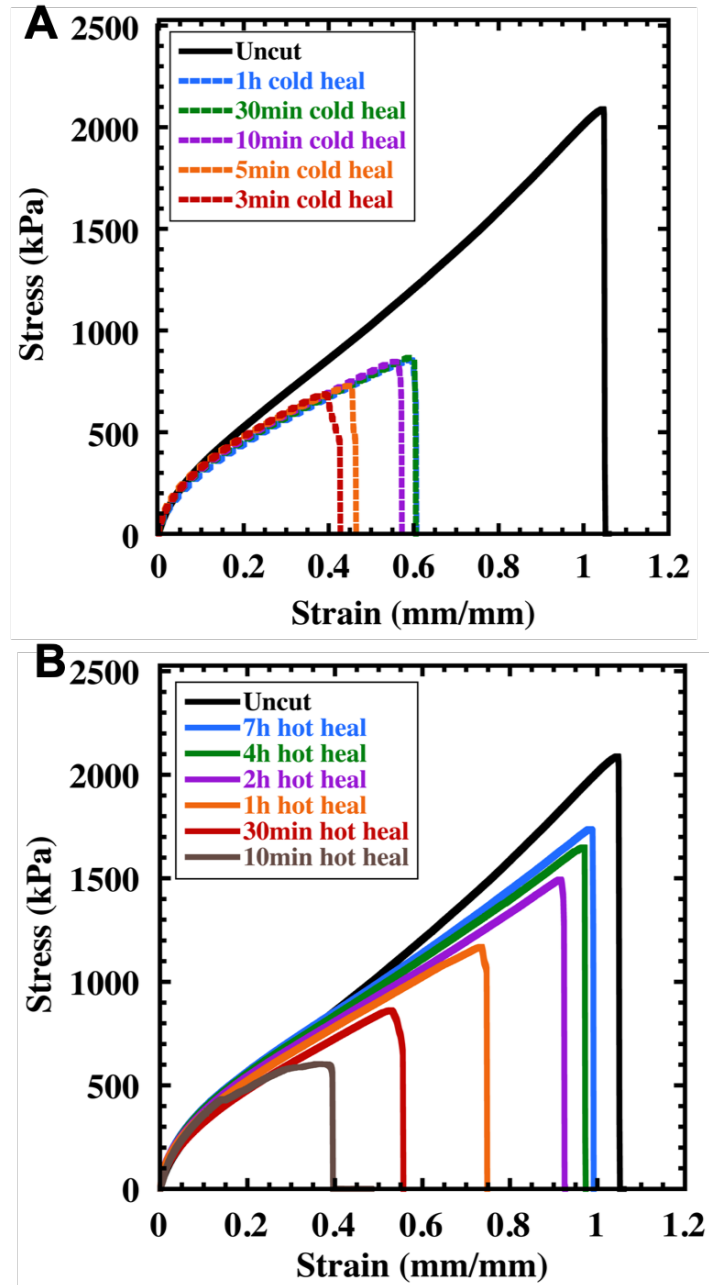 A
Uncut
1h cold heal
30min cold heal
10min cold heal
5min cold heal
3min cold heal
2500
2000
1500
1000
500
0
Stress (kPa)
0 0.2 0.4 0.6 0.8 1 1.2
Strain (mm/mm)
B
Uncut
7h hot heal
4h hot heal
2h hot heal
1h hot heal
30min hot heal
10min hot heal
2500
2000
1500
1000
500
0
Stress (kPa)
0 0.2 0.4 0.6 0.8 1 1.2
Strain (mm/mm)